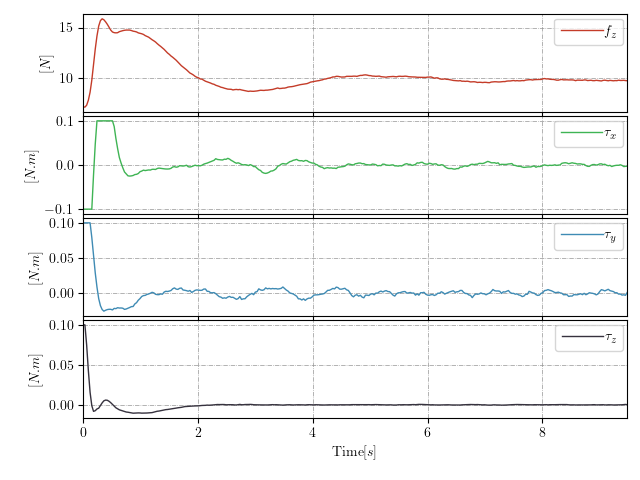 15
10
[N]
f_z
0.1
0.0
−0.1
[N.m]
τ_x
0.10
0.05
0.00
[N.m]
τ_y
0.10
0.05
0.00
[N.m]
τ_z
0 2 4 6 8
Time[s]